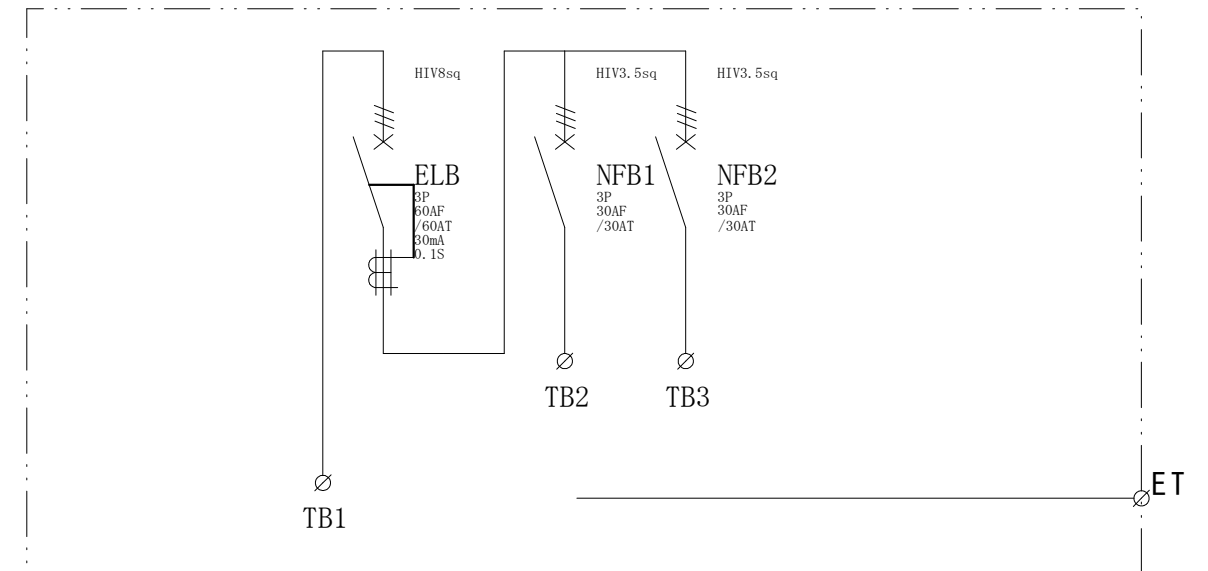 HIV8sq
HIV3.5sq
HIV3.5sq
ELB
3P
60AF
/60AT
30mA
0.1S
NFB1
3P
30AF
/30AT
NFB2
3P
30AF
/30AT
TB2
TB3
ET
TB1